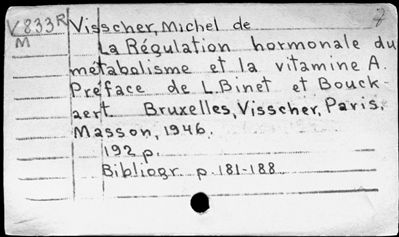 V833R Visscher, Michel de
M La Régulation hormonale du
métabolisme et la vitamine A.
Préface de L. Binet et Bouck-
aert. Bruxelles, Visscher, Paris,
Masson, 1946.
192 p.
Bibliogr. p. 181-188